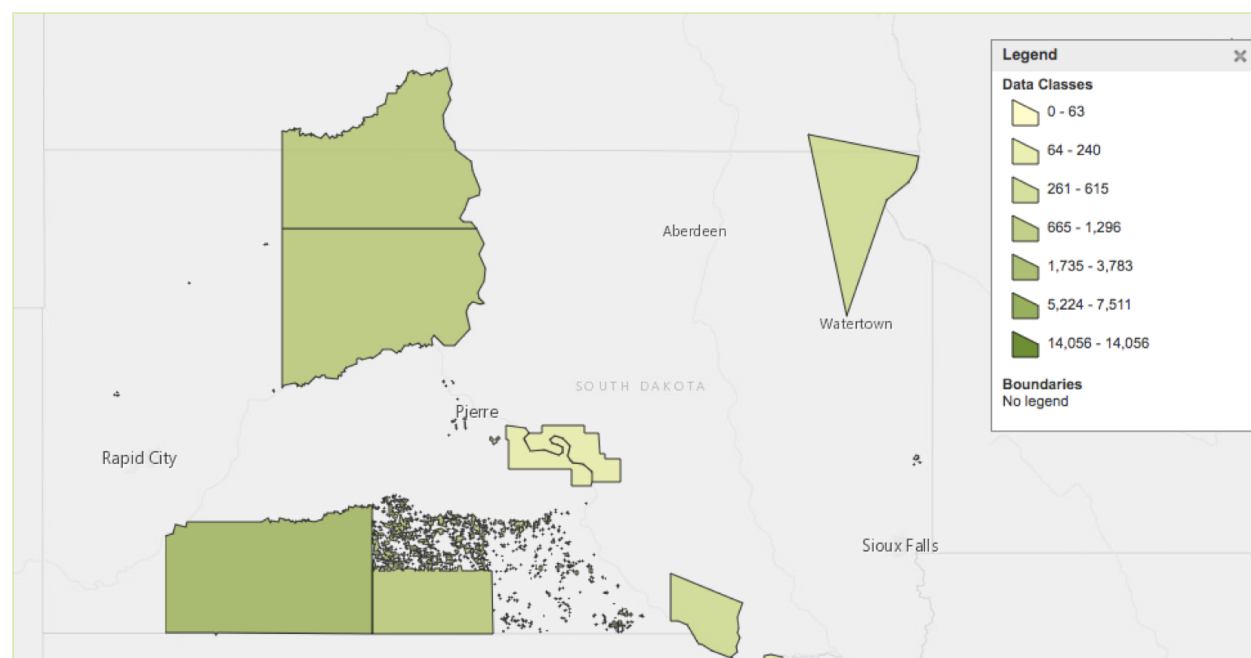 Legend
Data Classes
0 - 63
64 - 240
261 - 615
665 - 1,296
1,735 - 3,783
5,224 - 7,511
14,056 - 14,056
Boundaries
No legend
Aberdeen
Watertown
SOUTH DAKOTA
Pierre
Rapid City
Sioux Falls